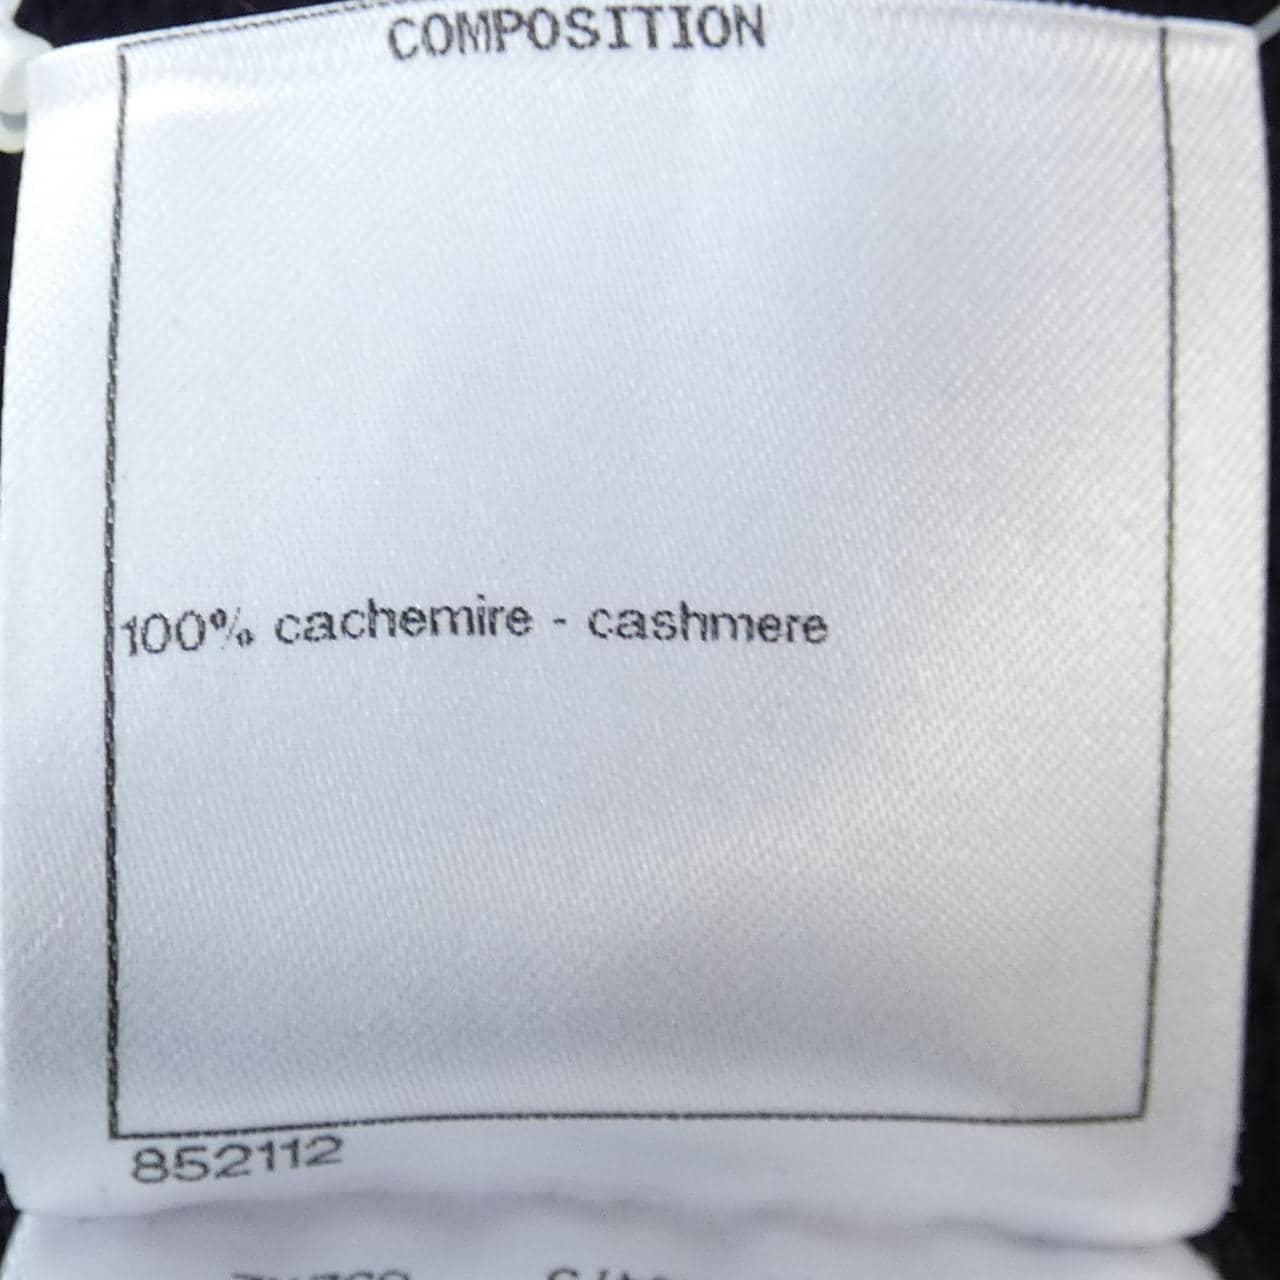 COMPOSITION
100% cachemire - cashmere
852112